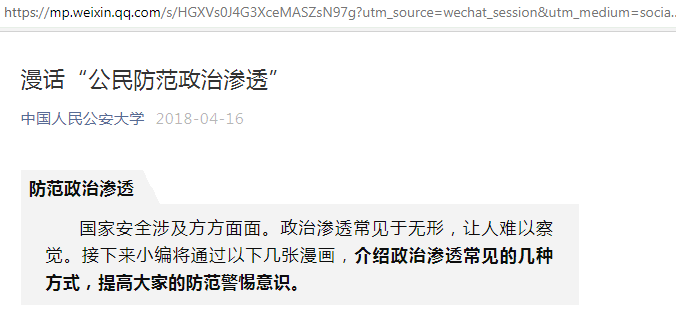 https://mp.weixin.qq.com/s/HGXVs0J4G3XceMASZsN97g?utm_source=wechat_session&utm_medium=socia..
漫话“公民防范政治渗透”
中国人民公安大学 2018-04-16
防范政治渗透
国家安全涉及方方面面。政治渗透常见于无形，让人难以察
觉。接下来小编将通过以下几张漫画，介绍政治渗透常见的几种
方式，提高大家的防范警惕意识。